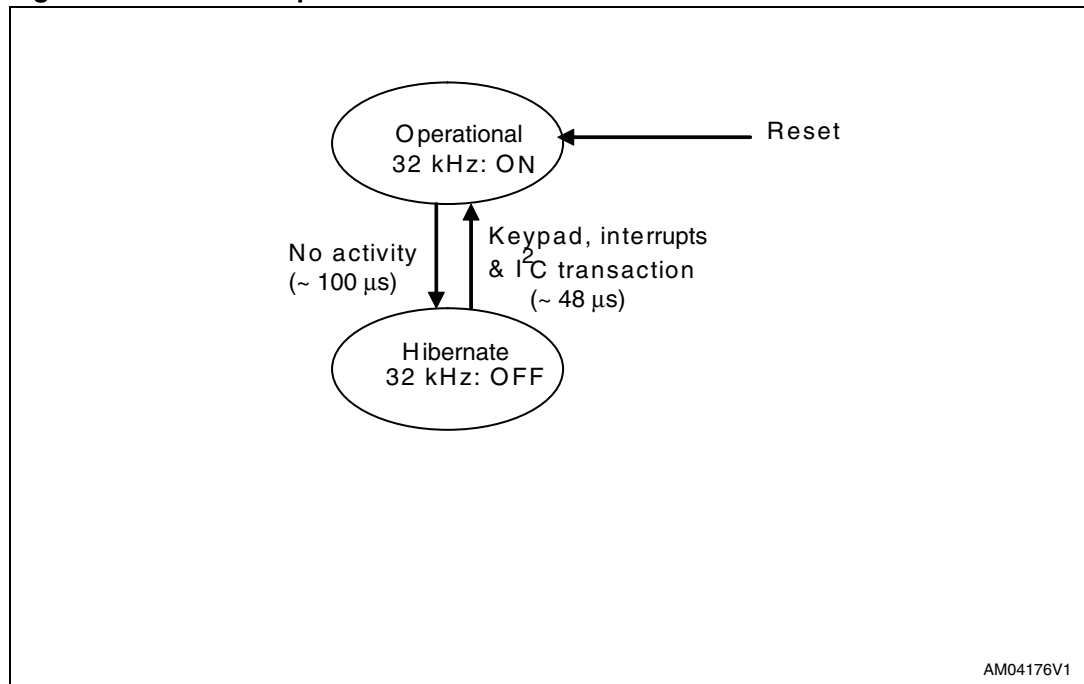 Operational
32 kHz: ON
Reset
No activity
(~ 100 μs)
Keypad, interrupts
& I²C transaction
(~ 48 μs)
Hibernate
32 kHz: OFF
AM04176V1